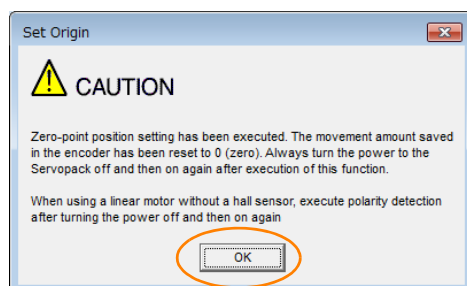 Set Origin
CAUTION
Zero-point position setting has been executed. The movement amount saved
in the encoder has been reset to 0 (zero). Always turn the power to the
Servopack off and then on again after execution of this function.
When using a linear motor without a hall sensor, execute polarity detection
after turning the power off and then on again
OK